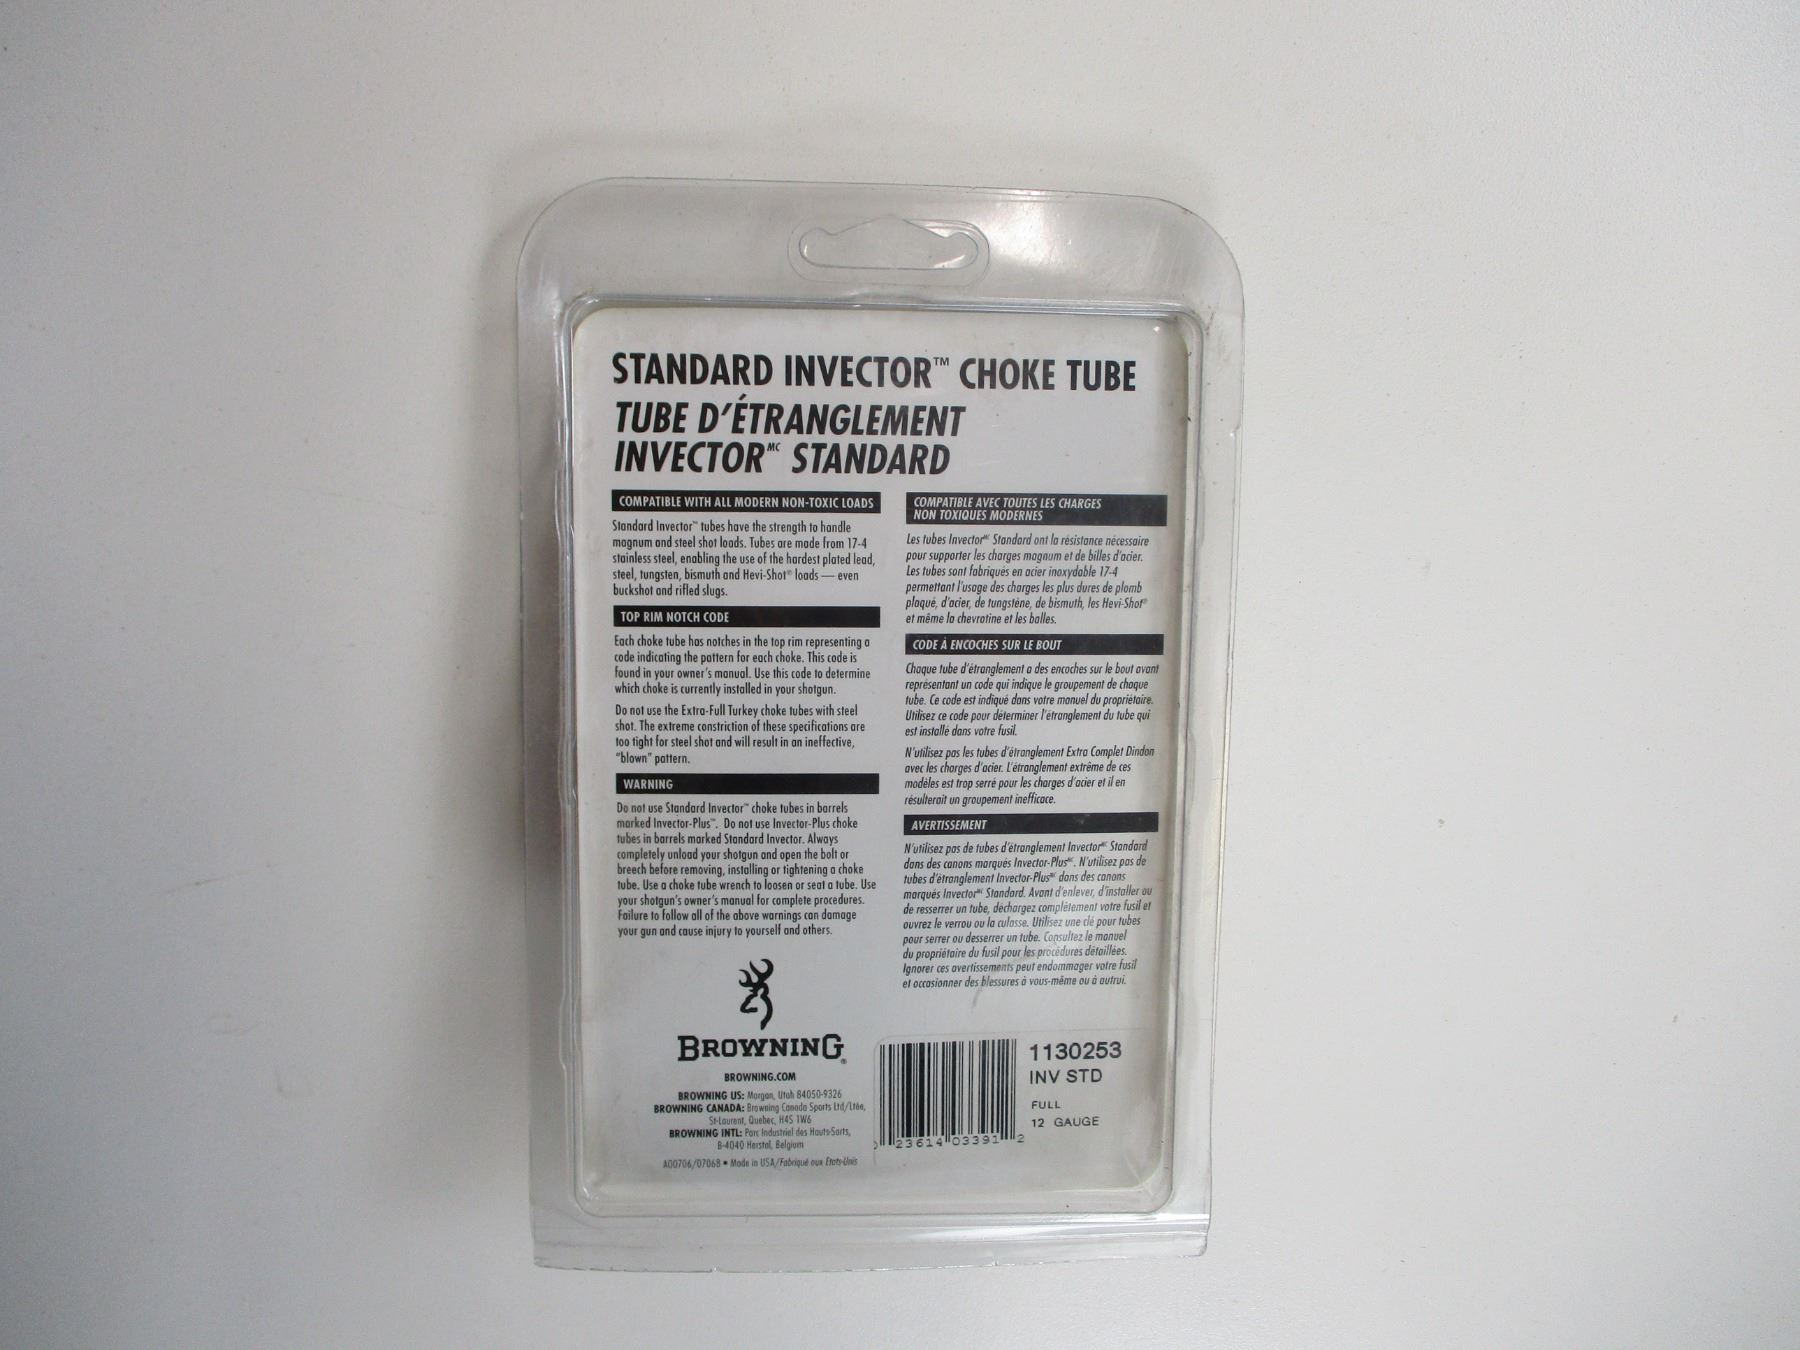 STANDARD INVECTOR™ CHOKE TUBE
TUBE D'ÉTRANGLEMENT
INVECTOR MC STANDARD
COMPATIBLE WITH ALL MODERN NON-TOXIC LOADS
Standard Invector™ tubes have the strength to handle
magnum and steel shot loads. Tubes are made from 17-4
stainless steel, enabling the use of the hardest plated lead,
steel, tungsten, bismuth and Hevi-Shot® loads — even
buckshot and rifled slugs.
TOP RIM NOTCH CODE
Each choke tube has notches in the top rim representing a
code indicating the pattern for each choke. This code is
found in your owner's manual. Use this code to determine
which choke is currently installed in your shotgun.
Do not use the Extra-Full Turkey choke tubes with steel
shot. The extreme constriction of these specifications are
too tight for steel shot and will result in an ineffective,
"blown" pattern.
WARNING
Do not use Standard Invector™ choke tubes in barrels
marked Invector-Plus™. Do not use Invector-Plus choke
tubes in barrels marked Standard Invector. Always
completely unload your shotgun and open the bolt or
breech before removing, installing or tightening a choke
tube. Use a choke tube wrench to loosen or seat a tube. Use
your shotgun's owner's manual for complete procedures.
Failure to follow all of the above warnings can damage
your gun and cause injury to yourself and others.
COMPATIBLE AVEC TOUTES LES CHARGES
NON TOXIQUES MODERNES
Les tubes Invector MC Standard ont la résistance nécessaire
pour supporter les charges magnum et de billes d'acier.
Les tubes sont fabriqués en acier inoxydable 17-4
permettant l'usage des charges les plus dures de plomb
plaqué, d'acier, de tungstène, de bismuth, les Hevi-Shot®
et même la chevrotine et les balles.
CODE À ENCOCHES SUR LE BOUT
Chaque tube d'étranglement a des encoches sur le bout avant
représentant un code qui indique le groupement de chaque
tube. Ce code est indiqué dans votre manuel du propriétaire.
Utilisez ce code pour déterminer l'étranglement du tube qui
est installé dans votre fusil.
N'utilisez pas les tubes d'étranglement Extra Complet Dindon
avec les charges d'acier. L'étranglement extrême de ces
modèles est trop serré pour les charges d'acier et il en
résulterait un groupement inefficace.
AVERTISSEMENT
N'utilisez pas de tubes d'étranglement Invector MC Standard
dans des canons marqués Invector-Plus MC. N'utilisez pas de
tubes d'étranglement Invector-Plus MC dans des canons
marqués Invector MC Standard. Avant d'enlever, d'installer ou
de resserrer un tube, déchargez complètement votre fusil et
ouvrez le verrou ou la culasse. Utilisez une clé pour tubes
pour serrer ou desserrer un tube. Consultez le manuel
du propriétaire du fusil pour les procédures détaillées.
Ignorer ces avertissements peut endommager votre fusil
et occasionner des blessures à vous-même ou à autrui.
BROWNING®
BROWNING.COM
BROWNING US: Morgan, Utah 84050-9326
BROWNING CANADA: Browning Canada Sports Ltd/Ltée,
St-Laurent, Quebec, H4S 1W6
BROWNING INTL: Parc Industriel des Hauts-Sarts,
B-4040 Herstal, Belgium
A00706/07068 • Made in USA/Fabriqué aux États-Unis
1130253
INV STD
FULL
12 GAUGE
0 23614 03391 2